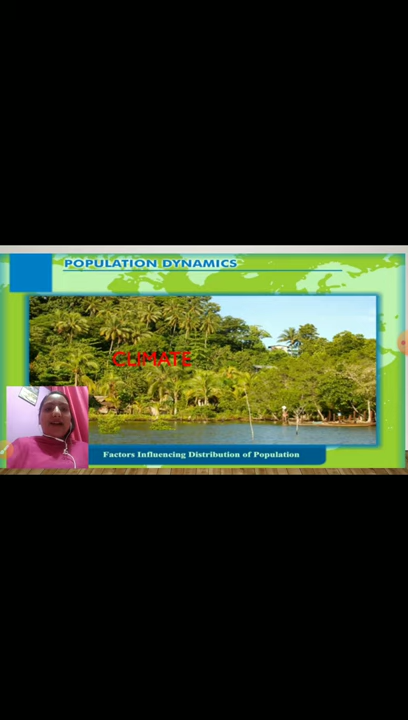 POPULATION DYNAMICS
CLIMATE
Factors Influencing Distribution of Population